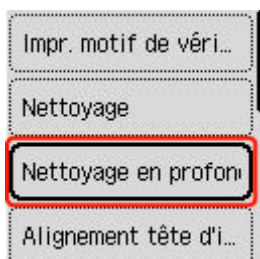 Impr. motif de véri...
Nettoyage
Nettoyage en profon
Alignement tête d'i...